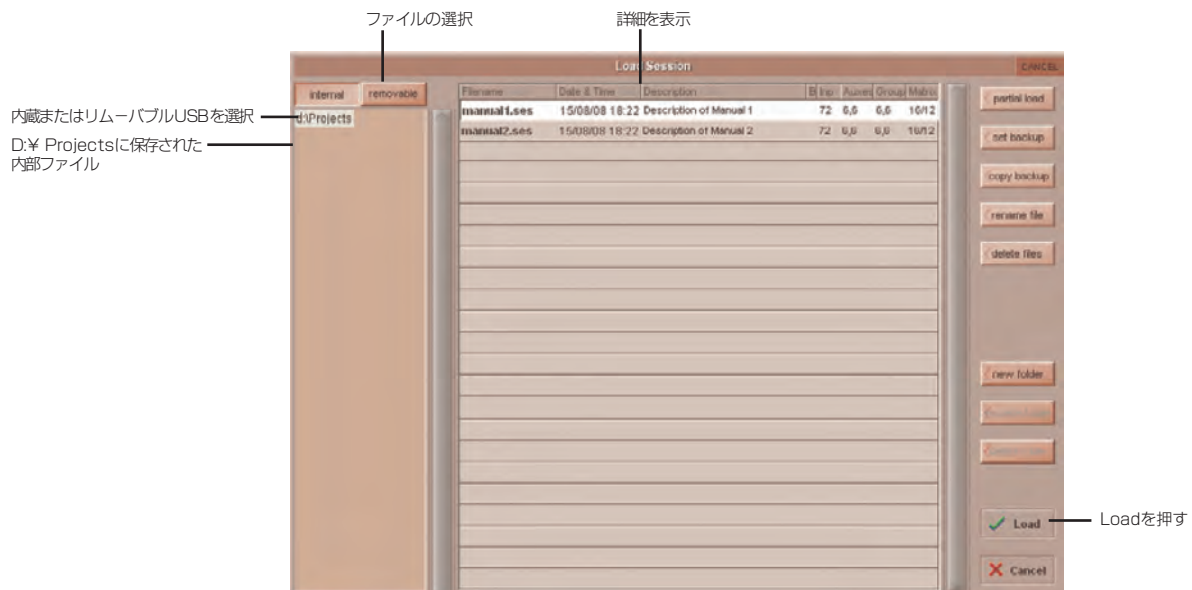 ファイルの選択
詳細を表示
Load Session
CANCEL
internal
removable
Filename
Date & Time
Description
B
Inp
Auxes
Group
Matrix
partial load
内蔵またはリムーバブルUSBを選択
d:\Projects
manual1.ses
15/08/08 18:22
Description of Manual 1
72
6,6
6,6
16/12
D:¥ Projectsに保存された
内部ファイル
manual2.ses
15/08/08 18:22
Description of Manual 2
72
6,6
6,6
16/12
set backup
copy backup
rename file
delete files
new folder
Load
Loadを押す
Cancel